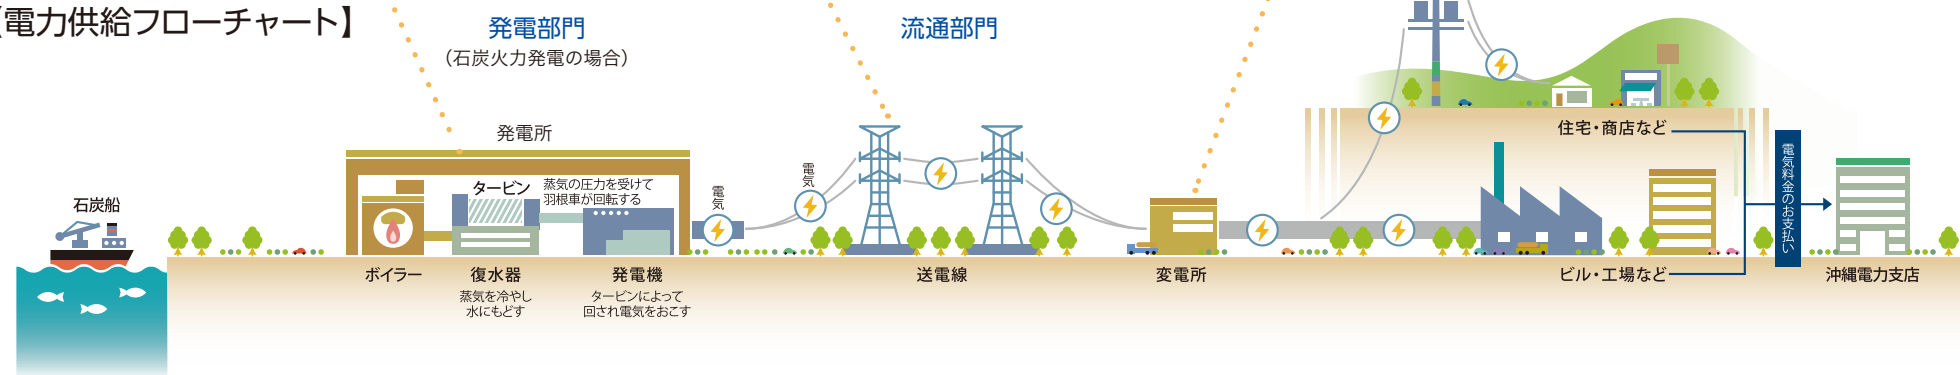 【電力供給フローチャート】
発電部門
（石炭火力発電の場合）
流通部門
発電所
石炭船
タービン
蒸気の圧力を受けて
羽根車が回転する
電気
電気
ボイラー
復水器
蒸気を冷やし
水にもどす
発電機
タービンによって
回され電気をおこす
送電線
変電所
住宅・商店など
ビル・工場など
電気料金のお支払い
沖縄電力支店